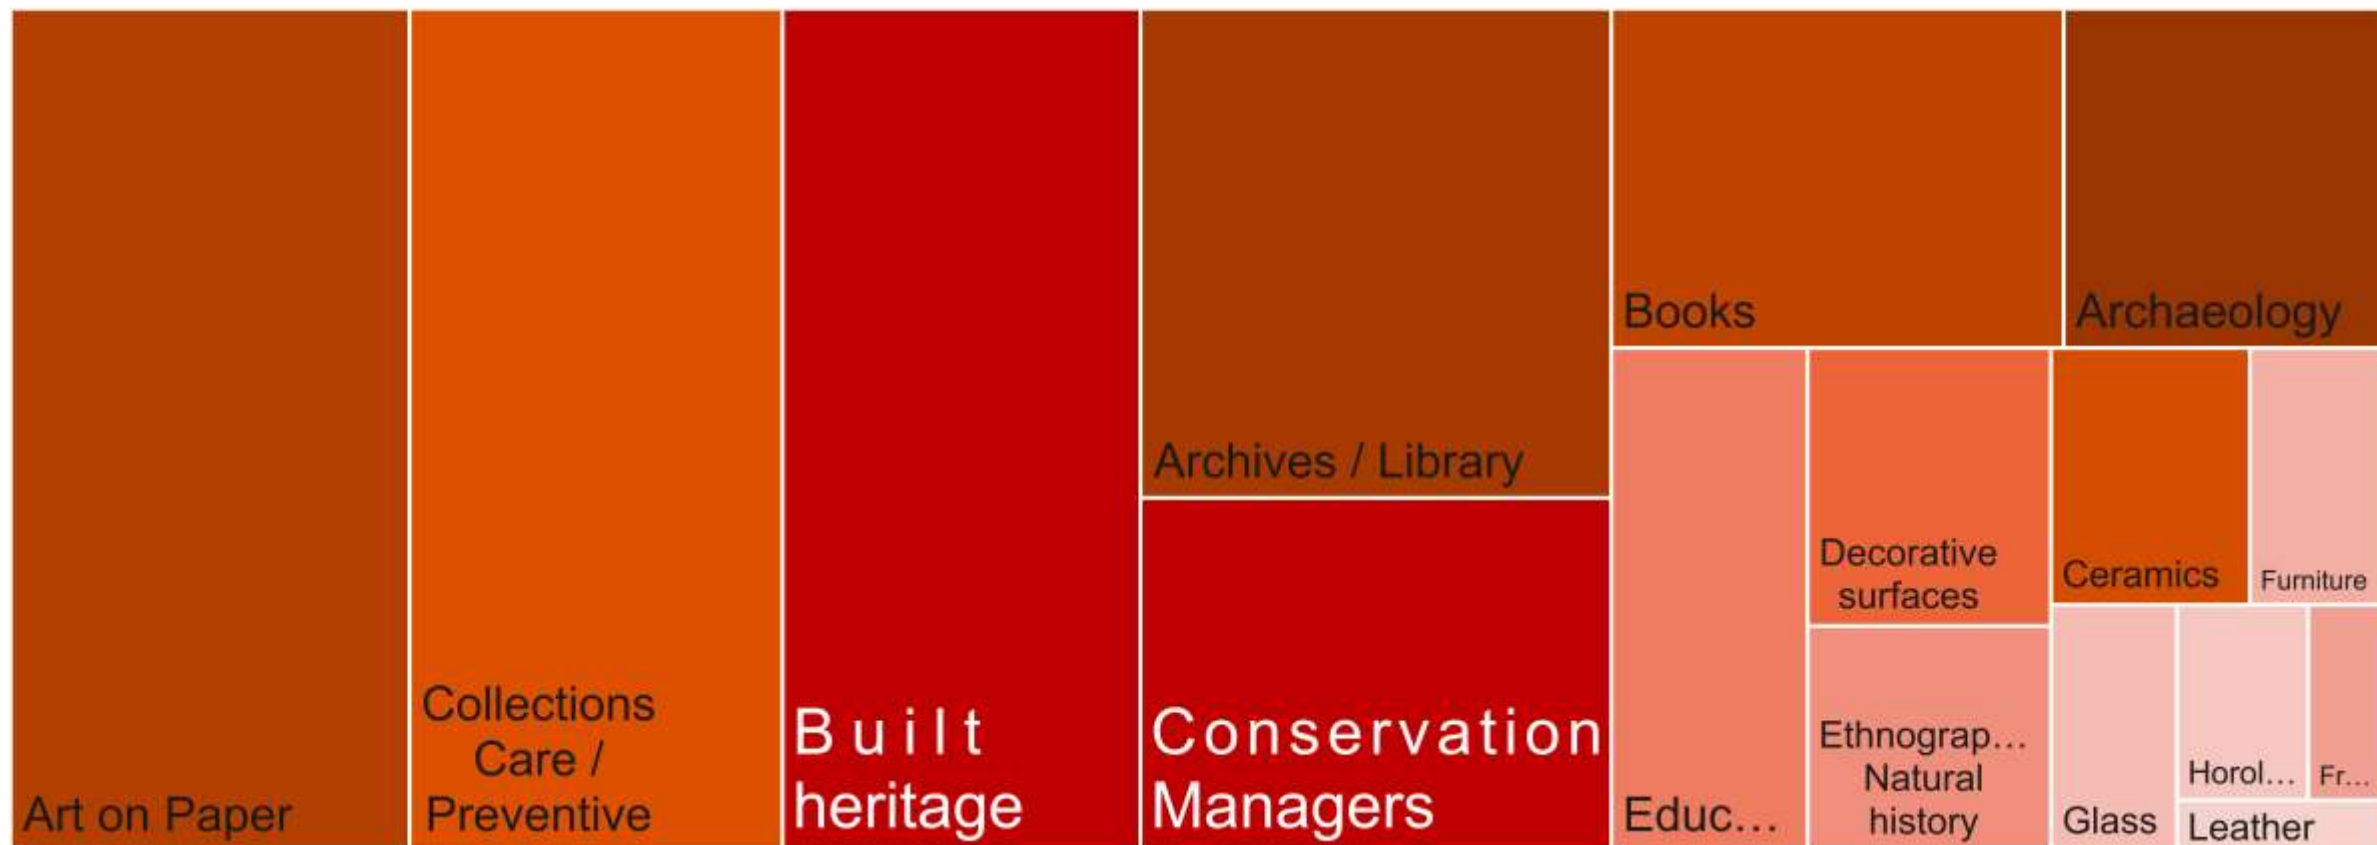 Art on Paper
Collections
Care /
Preventive
Built
heritage
Archives / Library
Conservation
Managers
Books
Archaeology
Educ…
Decorative
surfaces
Ethnograp…
Natural
history
Ceramics
Furniture
Glass
Horol…
Fr…
Leather